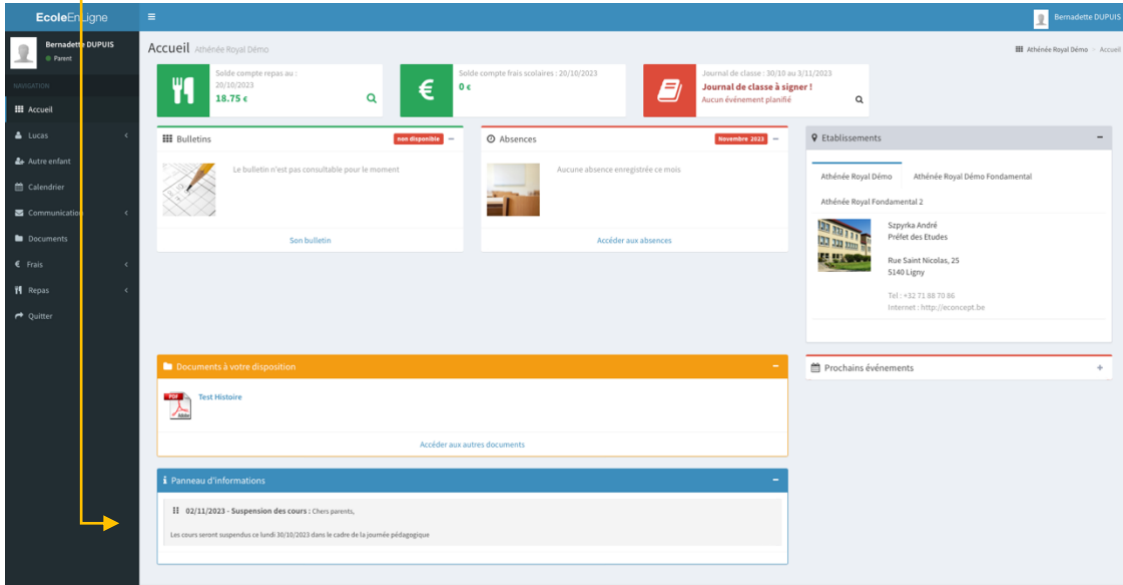 EcoleEnLigne
Bernadette DUPUIS
Bernadette DUPUIS
Parent
NAVIGATION
Accueil
Lucas
Autre enfant
Calendrier
Communication
Documents
€ Frais
Repas
Quitter
Accueil Athénée Royal Démo
Athénée Royal Démo > Accueil
Solde compte repas au :
20/10/2023
18.75 €
€
Solde compte frais scolaires : 20/10/2023
0 €
Journal de classe : 30/10 au 3/11/2023
Journal de classe à signer !
Aucun événement planifié
Bulletins
non disponible
Le bulletin n'est pas consultable pour le moment
Son bulletin
Absences
Novembre 2023
Aucune absence enregistrée ce mois
Accéder aux absences
Etablissements
Athénée Royal Démo
Athénée Royal Démo Fondamental
Athénée Royal Fondamental 2
Szpyrka André
Préfet des Etudes
Rue Saint Nicolas, 25
5140 Ligny
Tel : +32 71 88 70 86
Internet : http://econcept.be
Documents à votre disposition
PDF
Adobe
Test Histoire
Accéder aux autres documents
Prochains événements
Panneau d'informations
02/11/2023 - Suspension des cours : Chers parents,
Les cours seront suspendus ce lundi 30/10/2023 dans le cadre de la journée pédagogique